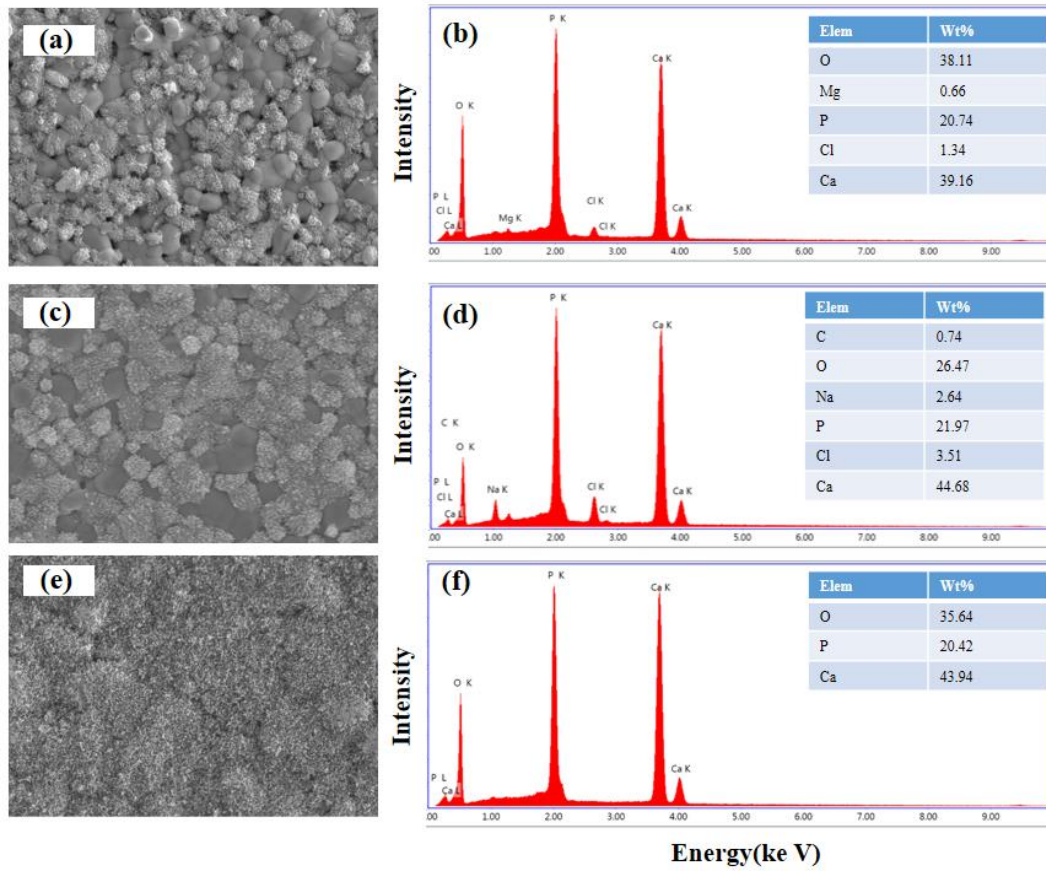 (a)
(b)
Intensity
P K
Ca K
O K
P L
Cl L
Ca L
Mg K
Cl K
Cl K
Ca K
.00 1.00 2.00 3.00 4.00 5.00 6.00 7.00 8.00 9.00
Elem Wt%
O 38.11
Mg 0.66
P 20.74
Cl 1.34
Ca 39.16
(c)
(d)
Intensity
P K
Ca K
C K
O K
P L
Cl L
Ca L
Na K
Cl K
Cl K
Ca K
.00 1.00 2.00 3.00 4.00 5.00 6.00 7.00 8.00 9.00
Elem Wt%
C 0.74
O 26.47
Na 2.64
P 21.97
Cl 3.51
Ca 44.68
(e)
(f)
Intensity
P K
Ca K
O K
P L
Ca L
Ca K
.00 1.00 2.00 3.00 4.00 5.00 6.00 7.00 8.00 9.00
Elem Wt%
O 35.64
P 20.42
Ca 43.94
Energy(ke V)